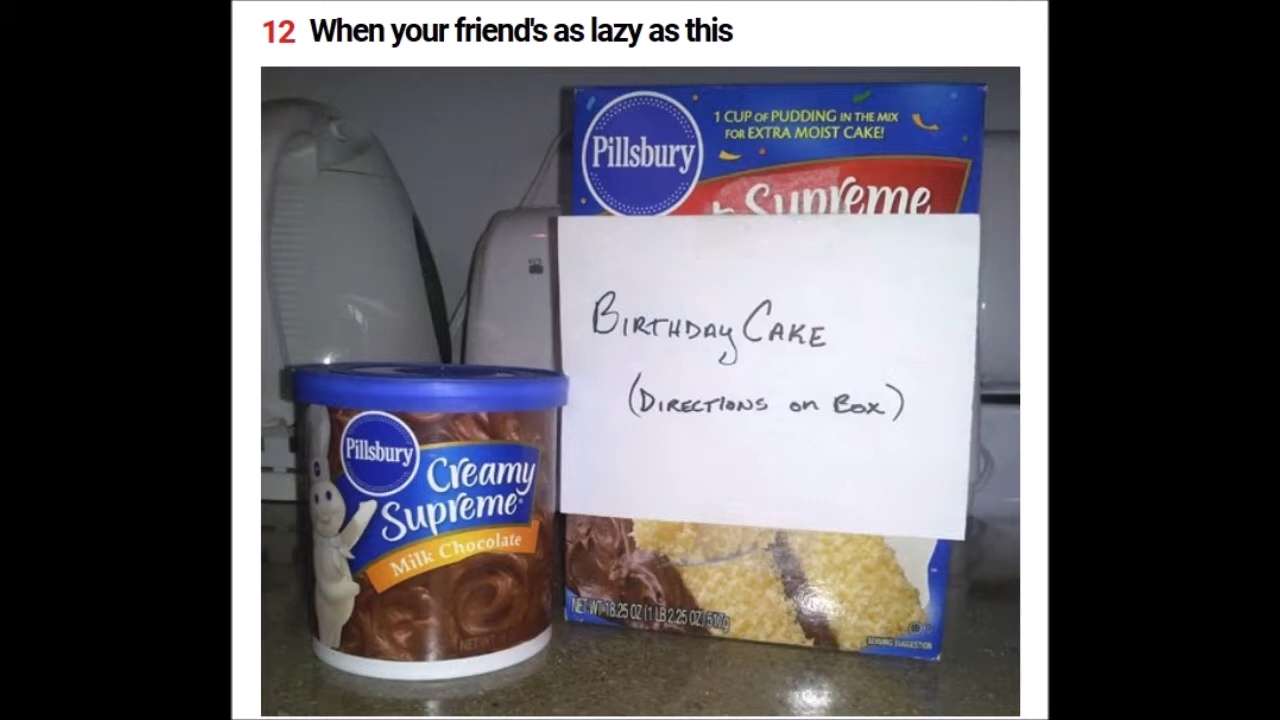 12 When your friend's as lazy as this
Pillsbury
1 CUP OF PUDDING IN THE MIX
FOR EXTRA MOIST CAKE!
Supreme
BIRTHDAY CAKE
(DIRECTIONS on Box)
Pillsbury
Creamy
Supreme®
Milk Chocolate
NET WT 18.25 OZ (1 LB 2.25 OZ) 517g
SERVING SUGGESTION